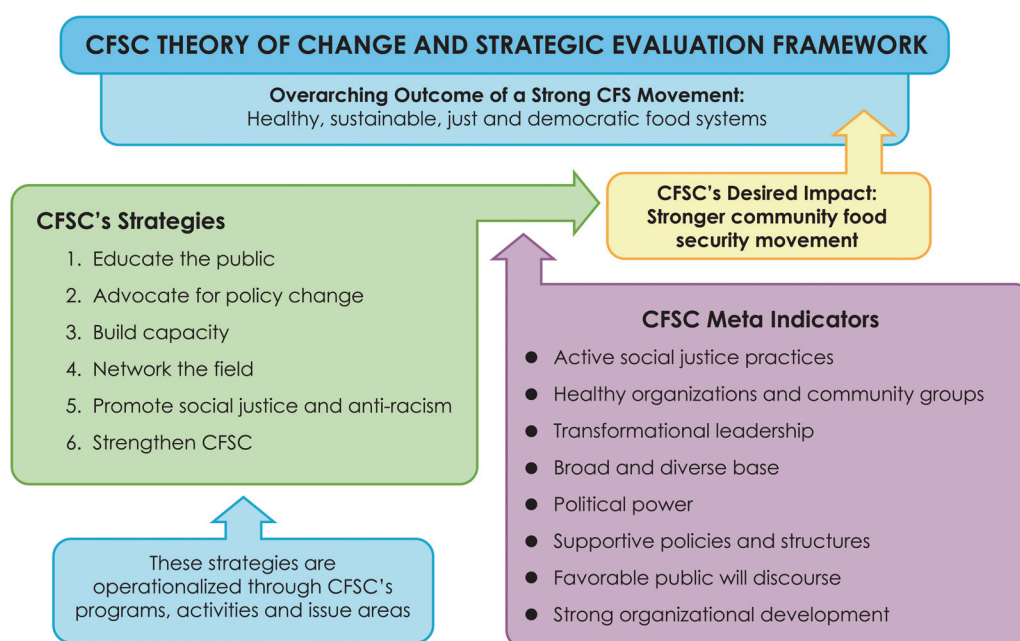 CFSC THEORY OF CHANGE AND STRATEGIC EVALUATION FRAMEWORK
Overarching Outcome of a Strong CFS Movement:
Healthy, sustainable, just and democratic food systems
CFSC's Desired Impact:
Stronger community food
security movement
CFSC's Strategies
1. Educate the public
2. Advocate for policy change
3. Build capacity
4. Network the field
5. Promote social justice and anti-racism
6. Strengthen CFSC
These strategies are
operationalized through CFSC's
programs, activities and issue areas
CFSC Meta Indicators
● Active social justice practices
● Healthy organizations and community groups
● Transformational leadership
● Broad and diverse base
● Political power
● Supportive policies and structures
● Favorable public will discourse
● Strong organizational development